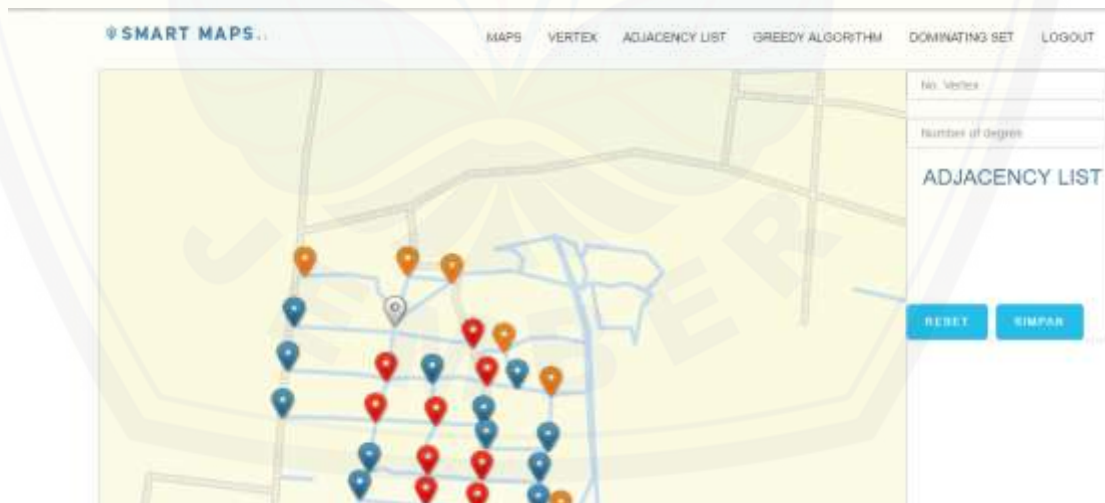 SMART MAPS
MAPS VERTEX ADJACENCY LIST GREEDY ALGORITHM DOMINATING SET LOGOUT
No. Vertex
Number of degree
ADJACENCY LIST
RESET SIMPAN
JEMBER